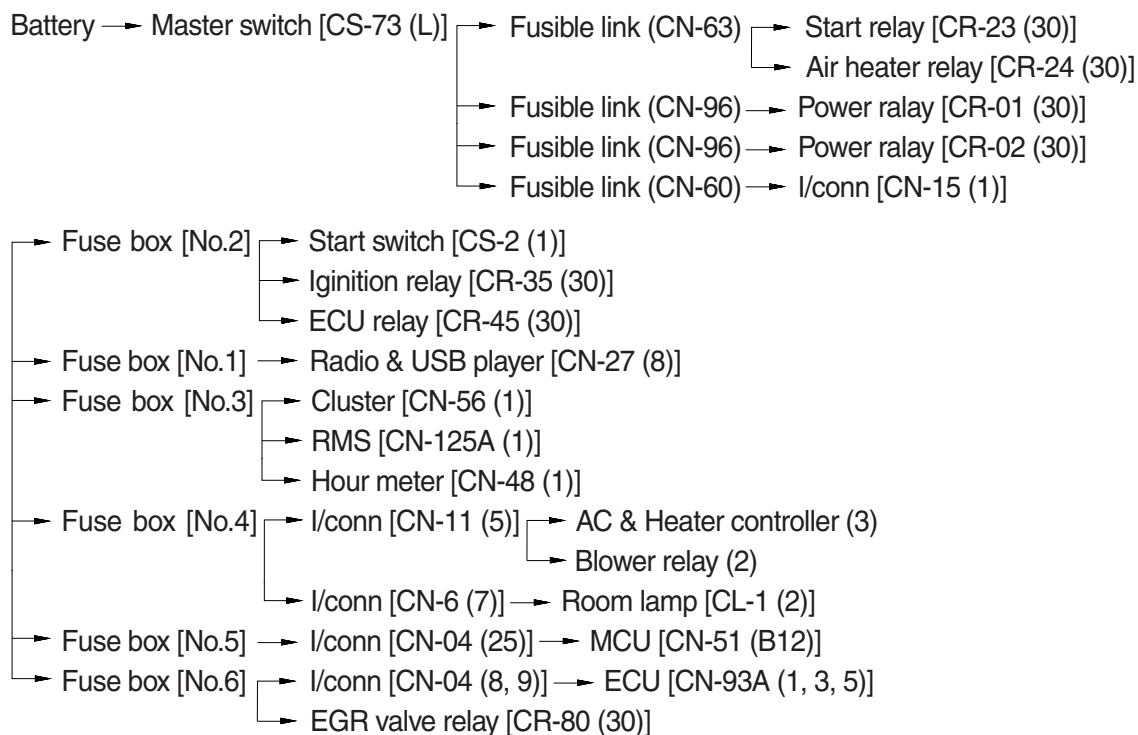 Battery → Master switch [CS-73 (L)] → Fusible link (CN-63) → Start relay [CR-23 (30)]
→ Air heater relay [CR-24 (30)]
→ Fusible link (CN-96) → Power ralay [CR-01 (30)]
→ Fusible link (CN-96) → Power ralay [CR-02 (30)]
→ Fusible link (CN-60) → I/conn [CN-15 (1)]
→ Fuse box [No.2] → Start switch [CS-2 (1)]
→ Iginition relay [CR-35 (30)]
→ ECU relay [CR-45 (30)]
→ Fuse box [No.1] → Radio & USB player [CN-27 (8)]
→ Fuse box [No.3] → Cluster [CN-56 (1)]
→ RMS [CN-125A (1)]
→ Hour meter [CN-48 (1)]
→ Fuse box [No.4] → I/conn [CN-11 (5)] → AC & Heater controller (3)
→ Blower relay (2)
→ I/conn [CN-6 (7)] → Room lamp [CL-1 (2)]
→ Fuse box [No.5] → I/conn [CN-04 (25)] → MCU [CN-51 (B12)]
→ Fuse box [No.6] → I/conn [CN-04 (8, 9)] → ECU [CN-93A (1, 3, 5)]
→ EGR valve relay [CR-80 (30)]